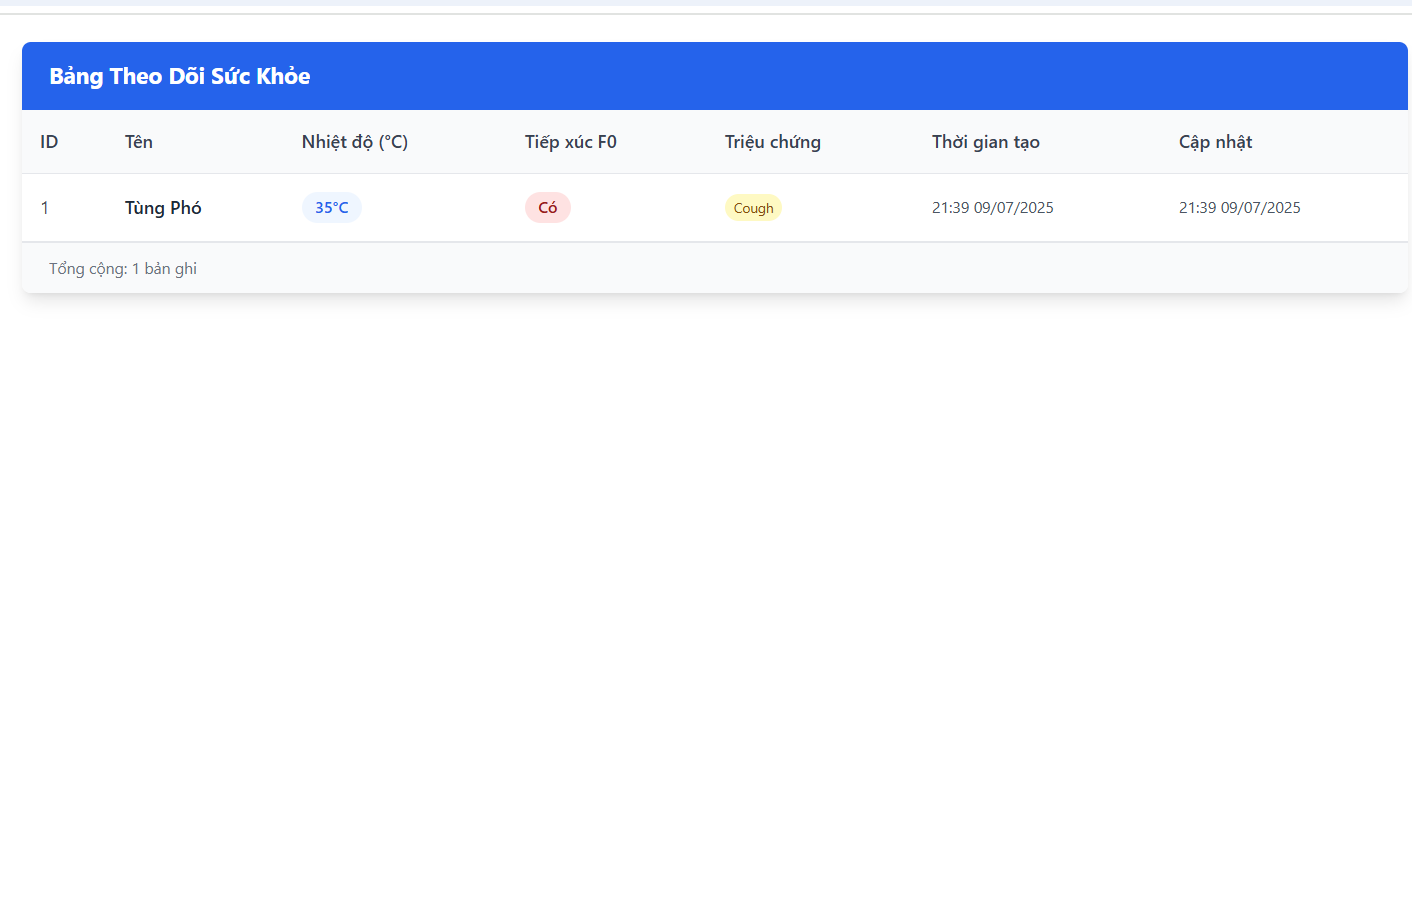 Bảng Theo Dõi Sức Khỏe
ID Tên Nhiệt độ (°C) Tiếp xúc F0 Triệu chứng Thời gian tạo Cập nhật
1 Tùng Phó 35°C Có Cough 21:39 09/07/2025 21:39 09/07/2025
Tổng cộng: 1 bản ghi